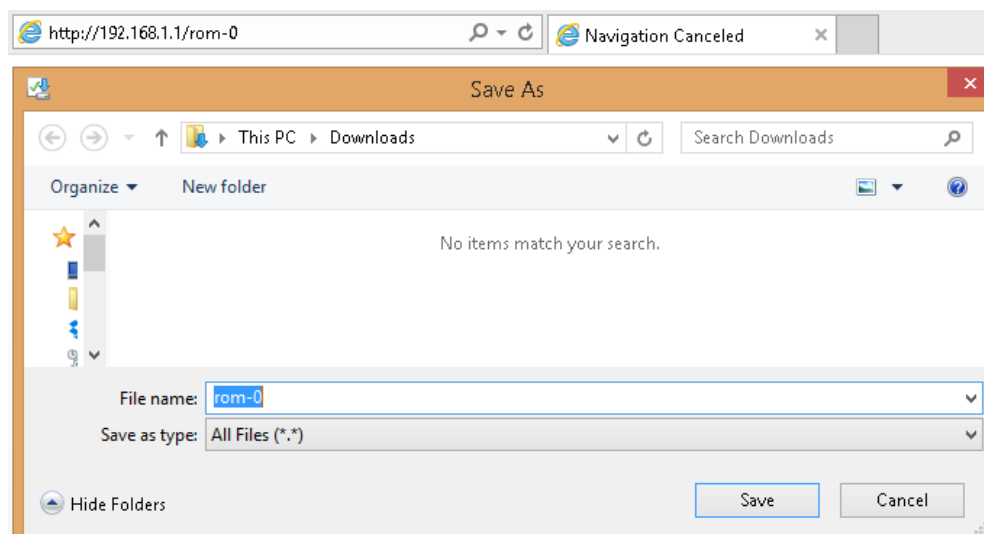 http://192.168.1.1/rom-0 Navigation Canceled
Save As
This PC Downloads Search Downloads
Organize New folder
No items match your search.
File name: rom-0
Save as type: All Files (*.*)
Hide Folders Save Cancel